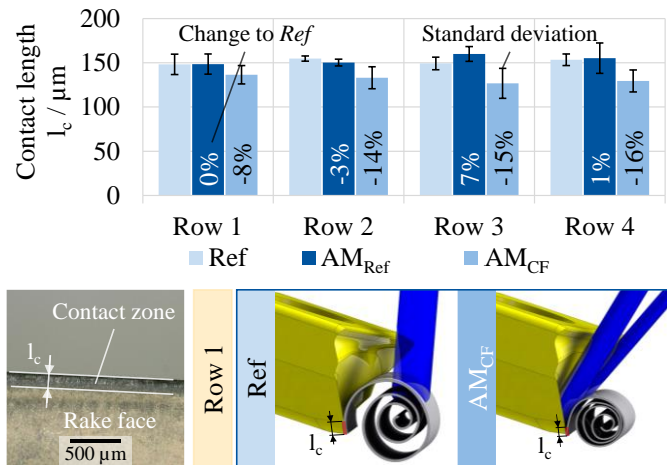 200
150
100
50
0
Contact length
l_c / µm
Change to Ref
Standard deviation
0%
-8%
-3%
-14%
7%
-15%
1%
-16%
Row 1
Row 2
Row 3
Row 4
Ref
AM_Ref
AM_CF
Contact zone
l_c
Rake face
500 µm
Row 1
Ref
l_c
AM_CF
l_c